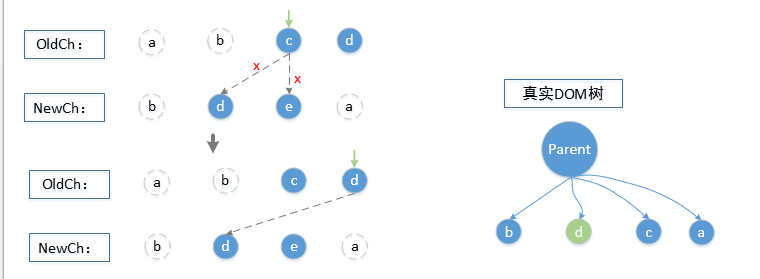 OldCh： a b c d
x x
NewCh： b d e a
OldCh： a b c d
NewCh： b d e a
真实DOM树
Parent
b d c a